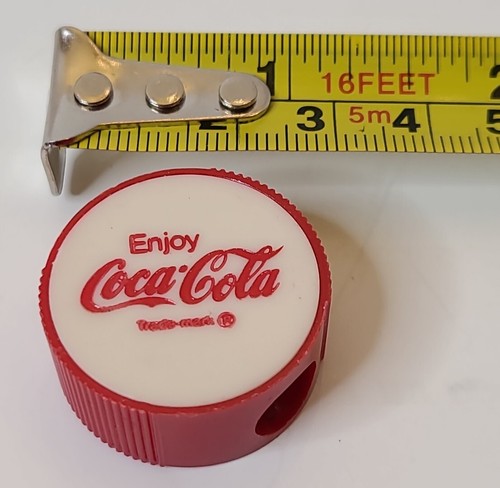 1 16FEET 2
2 3 5m 4 5
Enjoy
Coca-Cola
Trade-mark ®